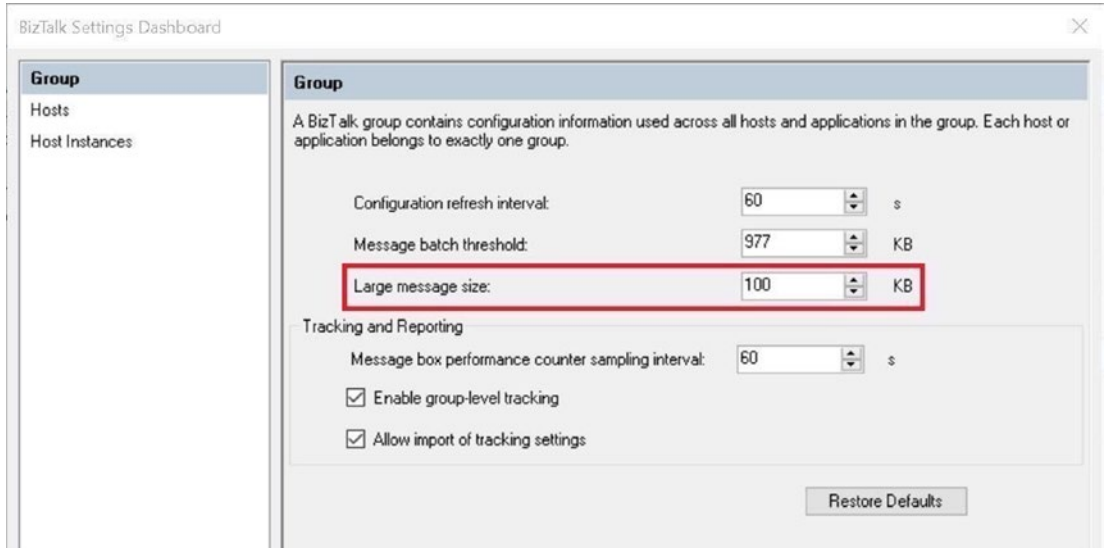 BizTalk Settings Dashboard
Group
Hosts
Host Instances
Group
A BizTalk group contains configuration information used across all hosts and applications in the group. Each host or
application belongs to exactly one group.
Configuration refresh interval: 60 s
Message batch threshold: 977 KB
Large message size: 100 KB
Tracking and Reporting
Message box performance counter sampling interval: 60 s
Enable group-level tracking
Allow import of tracking settings
Restore Defaults